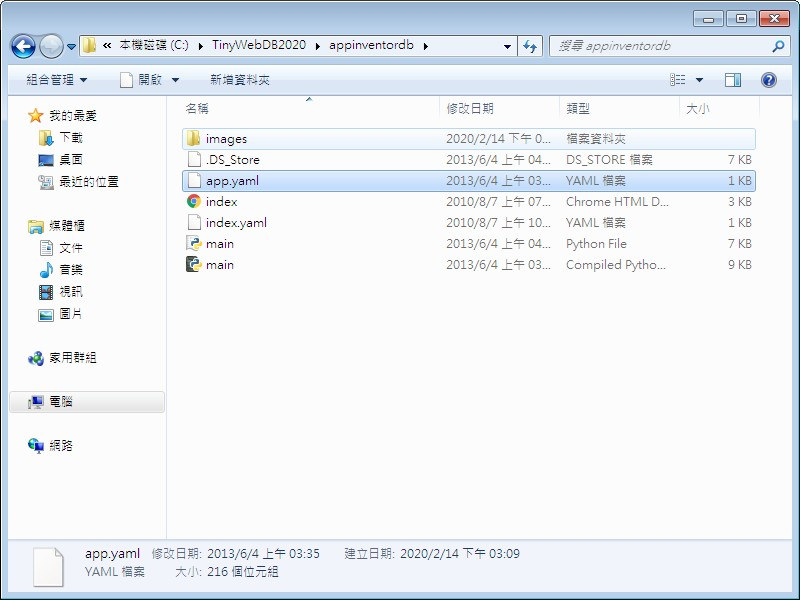 « 本機磁碟 (C:) ▸ TinyWebDB2020 ▸ appinventordb ▸ 搜尋 appinventordb
組合管理 ▼ 開啟 ▼ 新增資料夾
我的最愛
下載
桌面
最近的位置
媒體櫃
文件
音樂
視訊
圖片
家用群組
電腦
網路
名稱 修改日期 類型 大小
images 2020/2/14 下午 0... 檔案資料夾
.DS_Store 2013/6/4 上午 04... DS_STORE 檔案 7 KB
app.yaml 2013/6/4 上午 03... YAML 檔案 1 KB
index 2010/8/7 上午 07... Chrome HTML D... 3 KB
index.yaml 2010/8/7 上午 10... YAML 檔案 1 KB
main 2013/6/4 上午 04... Python File 7 KB
main 2013/6/4 上午 03... Compiled Pytho... 9 KB
app.yaml 修改日期: 2013/6/4 上午 03:35 建立日期: 2020/2/14 下午 03:09
YAML 檔案 大小: 216 個位元組